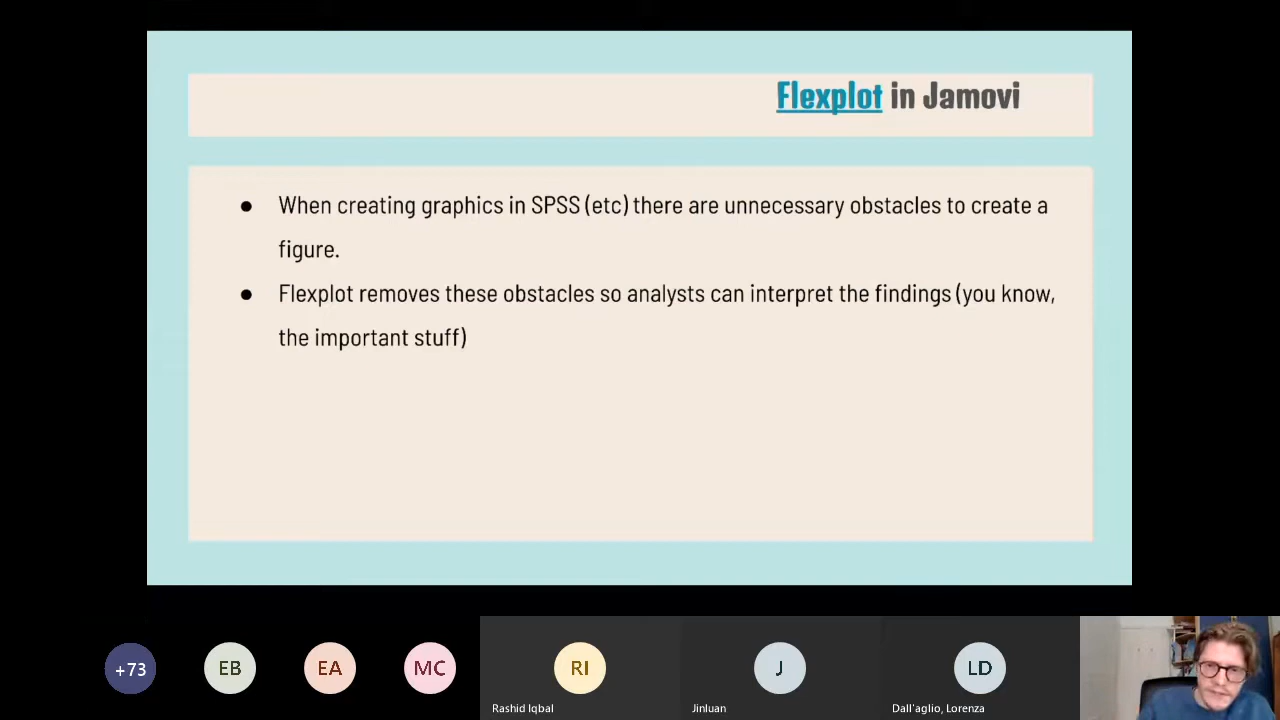 Flexplot in Jamovi
● When creating graphics in SPSS (etc) there are unnecessary obstacles to create a
figure.
● Flexplot removes these obstacles so analysts can interpret the findings (you know,
the important stuff)
+73
EB
EA
MC
RI
J
LD
Rashid Iqbal
Jinluan
Dall'aglio, Lorenza